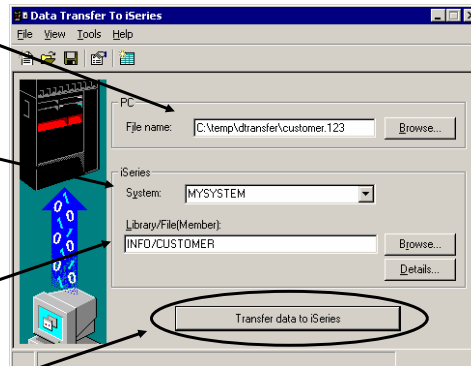 Data Transfer To iSeries
File View Tools Help
PC
File name: C:\temp\dtransfer\customer.123 Browse...
iSeries
System: MYSYSTEM
Library/File(Member):
INFO/CUSTOMER Browse...
Details...
Transfer data to iSeries